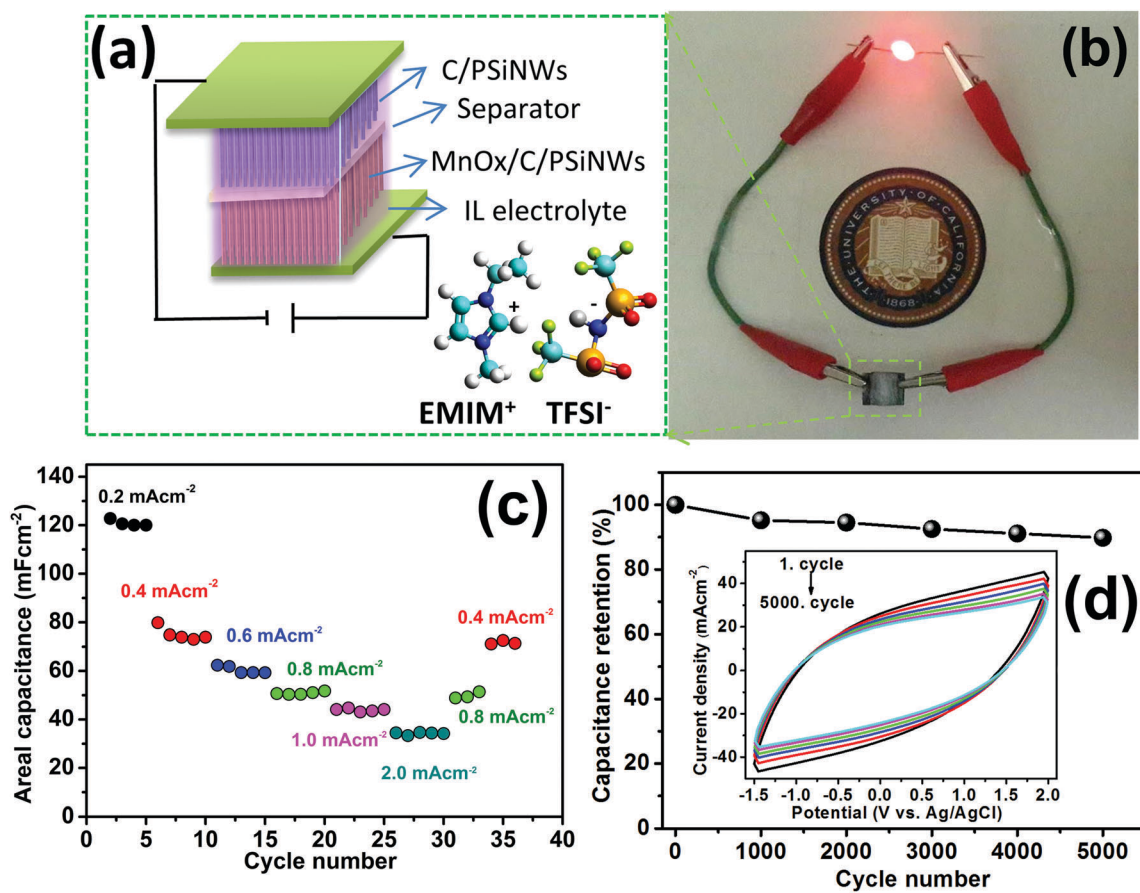 (a)
C/PSiNWs
Separator
MnOx/C/PSiNWs
IL electrolyte
+
-
EMIM⁺ TFSI⁻
(b)
THE·UNIVERSITY·OF·CALIFORNIA
·1868·
(c)
Areal capacitance (mFcm⁻²)
140
120
100
80
60
40
20
0
0.2 mAcm⁻²
0.4 mAcm⁻²
0.6 mAcm⁻²
0.8 mAcm⁻²
1.0 mAcm⁻²
2.0 mAcm⁻²
0.4 mAcm⁻²
0.8 mAcm⁻²
0 5 10 15 20 25 30 35 40
Cycle number
(d)
Capacitance retention (%)
100
80
60
40
20
0
1. cycle
5000. cycle
Current density (mAcm⁻²)
40
20
0
-20
-40
-1.5 -1.0 -0.5 0.0 0.5 1.0 1.5 2.0
Potential (V vs. Ag/AgCl)
0 1000 2000 3000 4000 5000
Cycle number